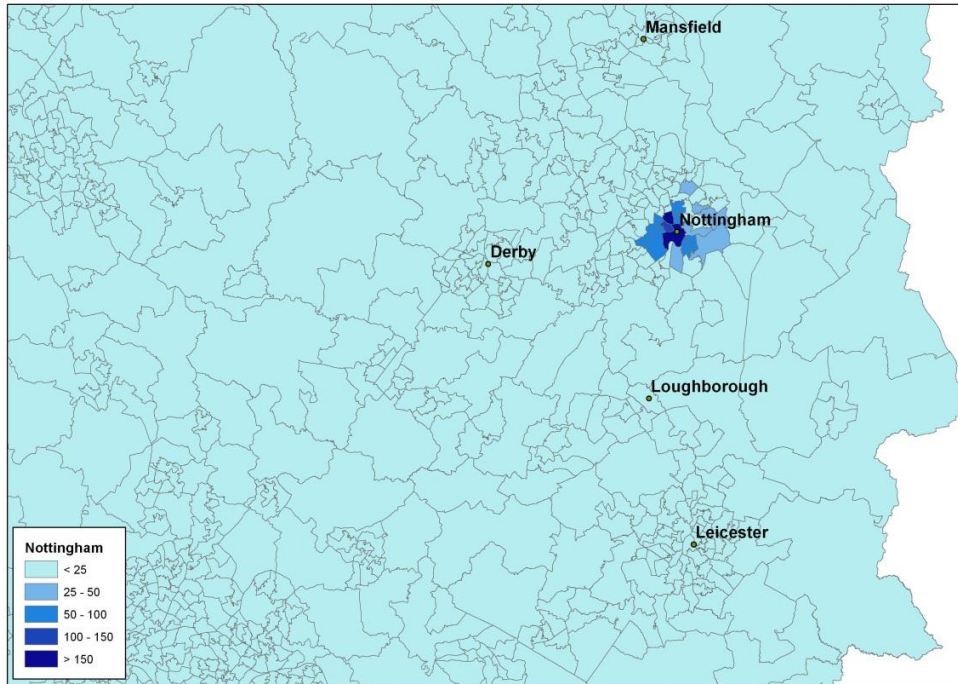 Mansfield
Nottingham
Derby
Loughborough
Leicester
Nottingham
< 25
25 - 50
50 - 100
100 - 150
> 150